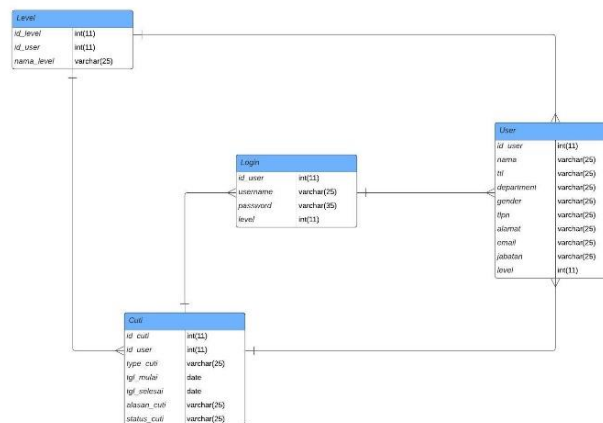 Level
id_level int(11)
id_user int(11)
nama_level varchar(25)
User
id_user int(11)
nama varchar(25)
ttl varchar(25)
department varchar(25)
gender varchar(25)
tlpn varchar(25)
alamat varchar(25)
email varchar(25)
jabatan varchar(25)
level int(11)
Login
id_user int(11)
username varchar(25)
password varchar(35)
level int(11)
Cuti
id_cuti int(11)
id_user int(11)
type_cuti varchar(25)
tgl_mulai date
tgl_selesai date
alasan_cuti varchar(25)
status_cuti varchar(25)